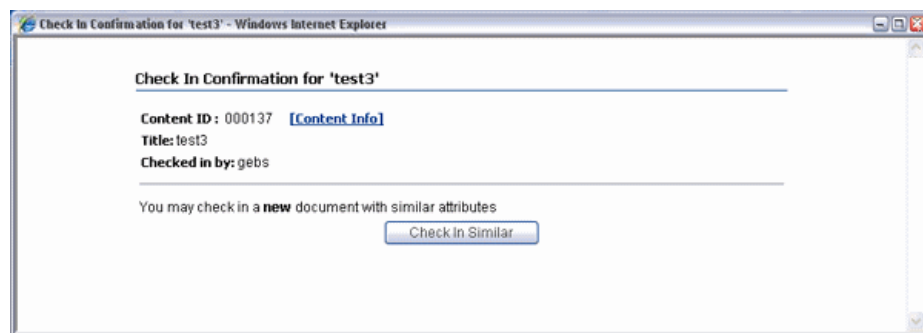 Check In Confirmation for 'test3' - Windows Internet Explorer
Check In Confirmation for 'test3'
Content ID : 000137 [Content Info]
Title: test3
Checked in by: gebs
You may check in a new document with similar attributes
Check In Similar